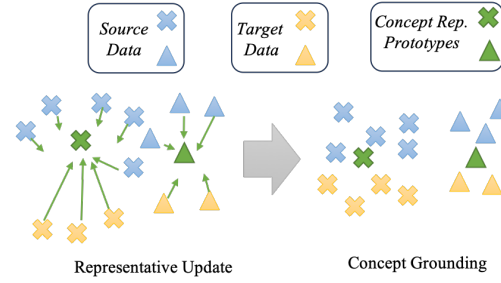 Source
Data
Target
Data
Concept Rep.
Prototypes
Representative Update
Concept Grounding